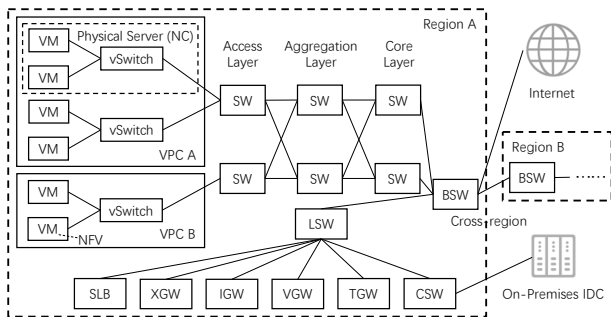 Region A
Physical Server (NC)
VM
VM
vSwitch
VM
VM
vSwitch
VPC A
VM
VM
vSwitch
NFV
VPC B
Access
Layer
Aggregation
Layer
Core
Layer
SW
SW
SW
SW
SW
SW
BSW
LSW
SLB
XGW
IGW
VGW
TGW
CSW
Internet
Region B
BSW
Cross-region
On-Premises IDC